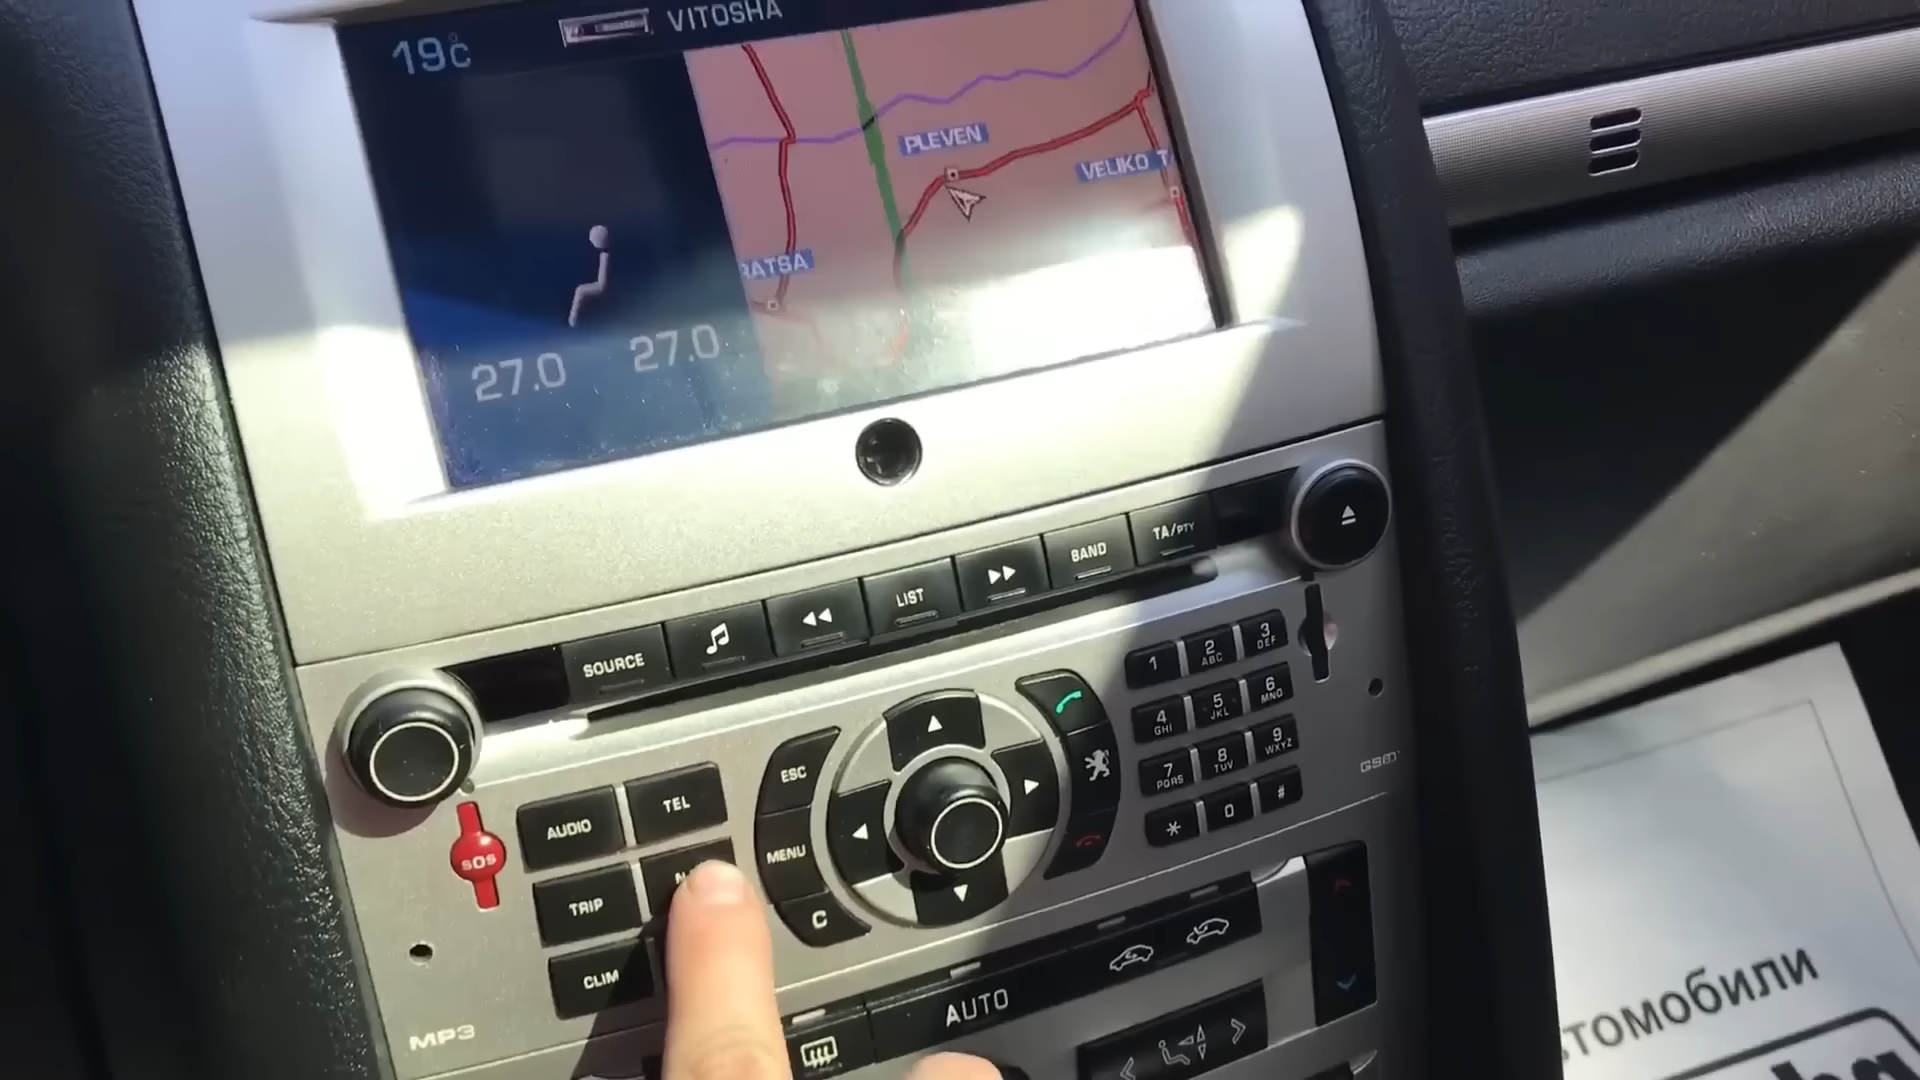 19°C
VITOSHA
PLEVEN
VELIKO T
RATSA
27.0 27.0
SOURCE
LIST
BAND
TA/PTY
1
2 ABC
3 DEF
4 GHI
5 JKL
6 MNO
7 PQRS
8 TUV
9 WXYZ
* 0 #
ESC
MENU
C
AUDIO
TEL
SOS
TRIP
CLIM
MP3
AUTO
втомобили